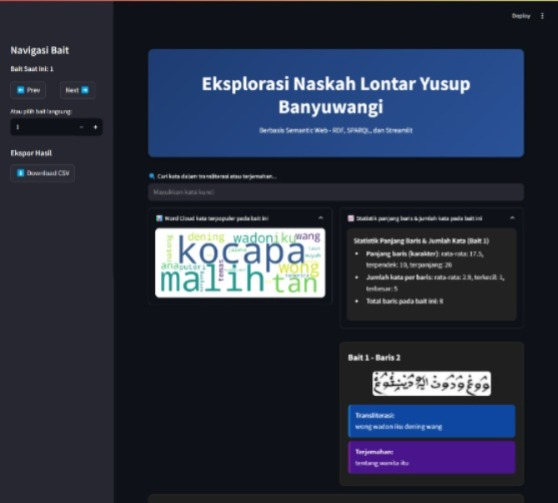 Deploy
Navigasi Bait
Bait Saat Ini: 1
Prev
Next
Atau pilih bait langsung:
1
- +
Ekspor Hasil
Download CSV
Eksplorasi Naskah Lontar Yusup
Banyuwangi
Berbasis Semantic Web - RDF, SPARQL, dan Streamlit
Cari kata dalam transliterasi atau terjemahan...
Masukkan kata kunci
Word Cloud kata terpopuler pada bait ini
dening
wadon
iku
wang
kocapa
ana
puteri
temas
wong
malih
tan
Statistik panjang baris & jumlah kata pada bait ini
Statistik Panjang Baris & Jumlah Kata (Bait 1)
Panjang baris (karakter): rata-rata: 17.5,
terpendek: 10, terpanjang: 26
Jumlah kata per baris: rata-rata: 2.9, terkecil: 1,
terbesar: 5
Total baris pada bait ini: 8
Bait 1 - Baris 2
Transliterasi:
wong wadon iku dening wang
Terjemahan:
tentang wanita itu